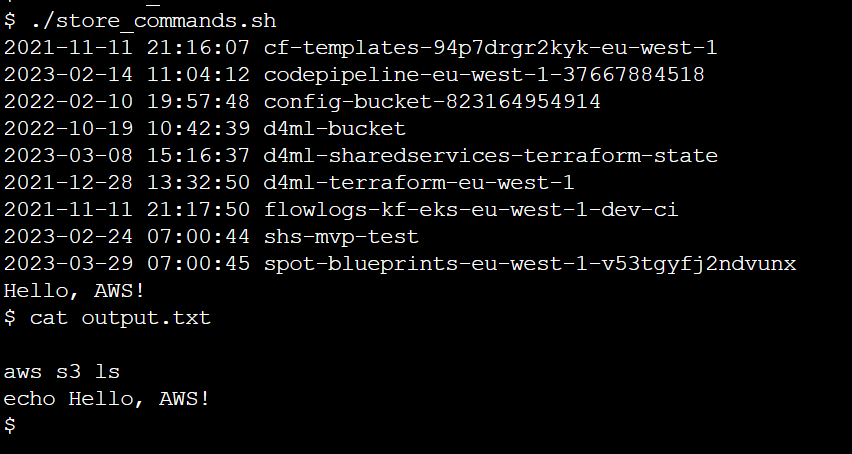 $ ./store_commands.sh
2021-11-11 21:16:07 cf-templates-94p7drgr2kyk-eu-west-1
2023-02-14 11:04:12 codepipeline-eu-west-1-37667884518
2022-02-10 19:57:48 config-bucket-823164954914
2022-10-19 10:42:39 d4ml-bucket
2023-03-08 15:16:37 d4ml-sharedservices-terraform-state
2021-12-28 13:32:50 d4ml-terraform-eu-west-1
2021-11-11 21:17:50 flowlogs-kf-eks-eu-west-1-dev-ci
2023-02-24 07:00:44 shs-mvp-test
2023-03-29 07:00:45 spot-blueprints-eu-west-1-v53tgyfj2ndvunx
Hello, AWS!
$ cat output.txt
aws s3 ls
echo Hello, AWS!
$